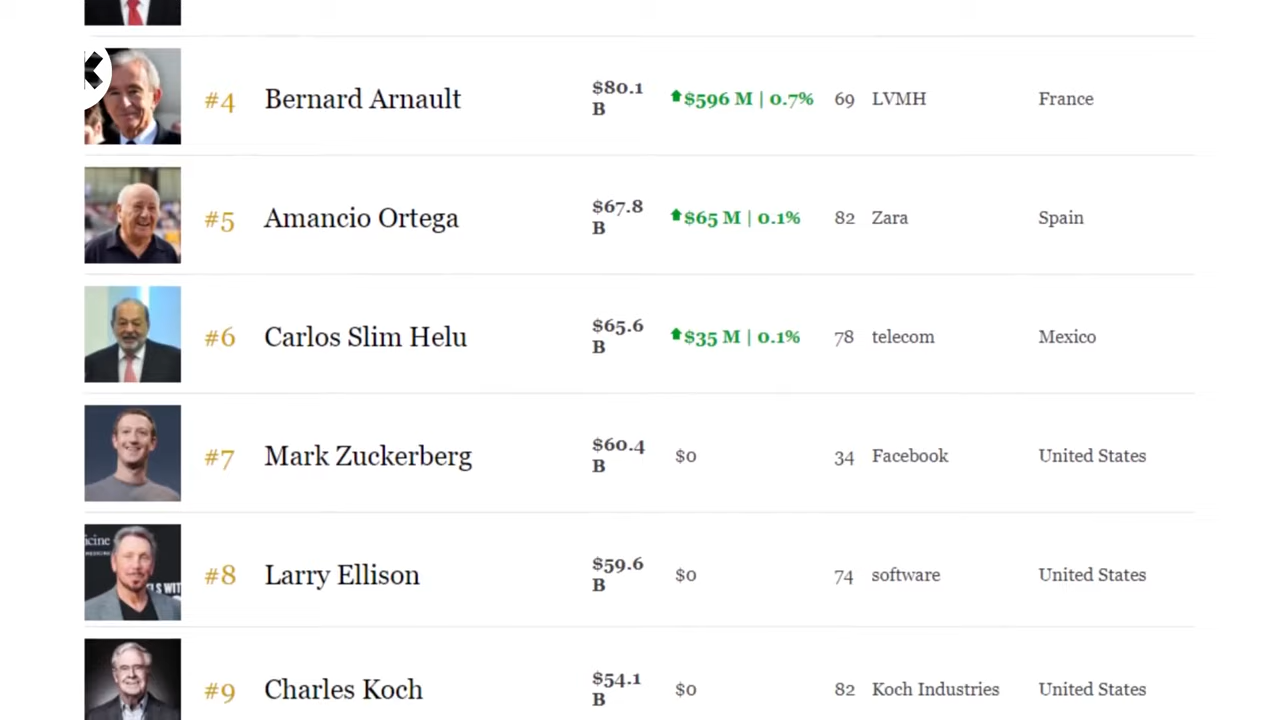 #4 Bernard Arnault $80.1 B $596 M | 0.7% 69 LVMH France
#5 Amancio Ortega $67.8 B $65 M | 0.1% 82 Zara Spain
#6 Carlos Slim Helu $65.6 B $35 M | 0.1% 78 telecom Mexico
#7 Mark Zuckerberg $60.4 B $0 34 Facebook United States
#8 Larry Ellison $59.6 B $0 74 software United States
#9 Charles Koch $54.1 B $0 82 Koch Industries United States